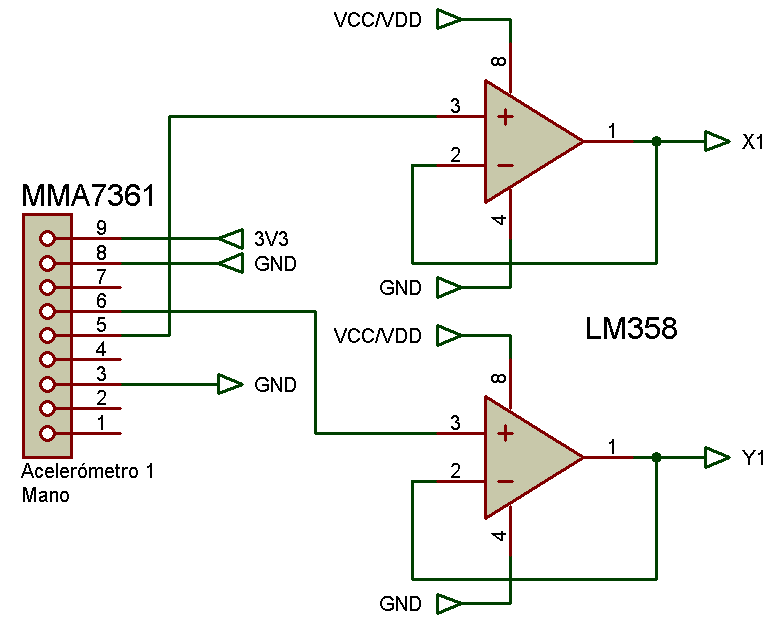 VCC/VDD
8
3
+
1
X1
2
−
4
GND
MMA7361
9
3V3
8
GND
7
6
5
4
3
GND
2
1
Acelerómetro 1
Mano
LM358
VCC/VDD
8
3
+
1
Y1
2
−
4
GND